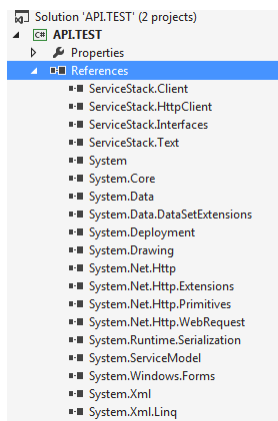 Solution 'API.TEST' (2 projects)
C# API.TEST
Properties
References
ServiceStack.Client
ServiceStack.HttpClient
ServiceStack.Interfaces
ServiceStack.Text
System
System.Core
System.Data
System.Data.DataSetExtensions
System.Deployment
System.Drawing
System.Net.Http
System.Net.Http.Extensions
System.Net.Http.Primitives
System.Net.Http.WebRequest
System.Runtime.Serialization
System.ServiceModel
System.Windows.Forms
System.Xml
System.Xml.Linq